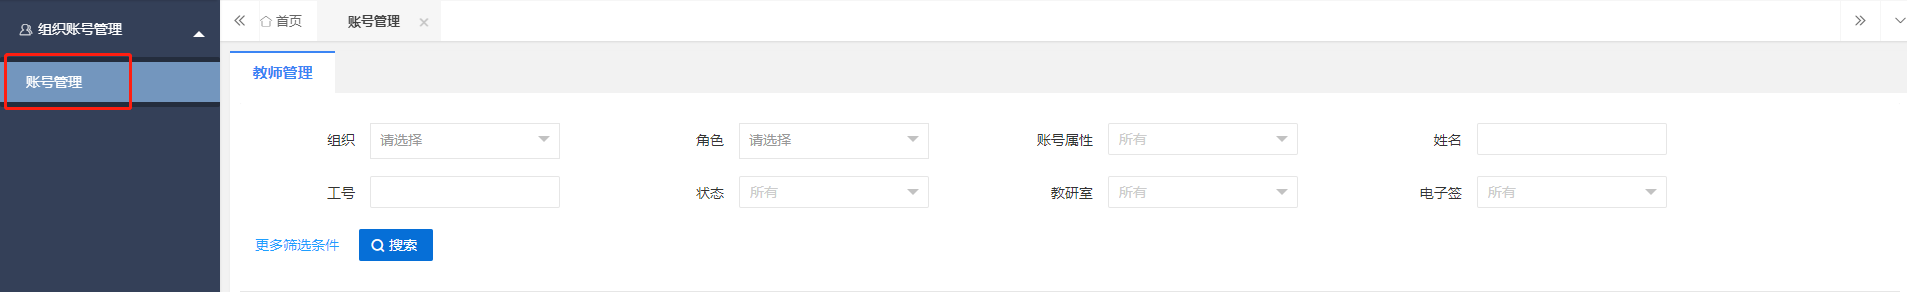 组织账号管理
账号管理
首页 账号管理
教师管理
组织 请选择 角色 请选择 账号属性 所有 姓名
工号 状态 所有 教研室 所有 电子签 所有
更多筛选条件 搜索